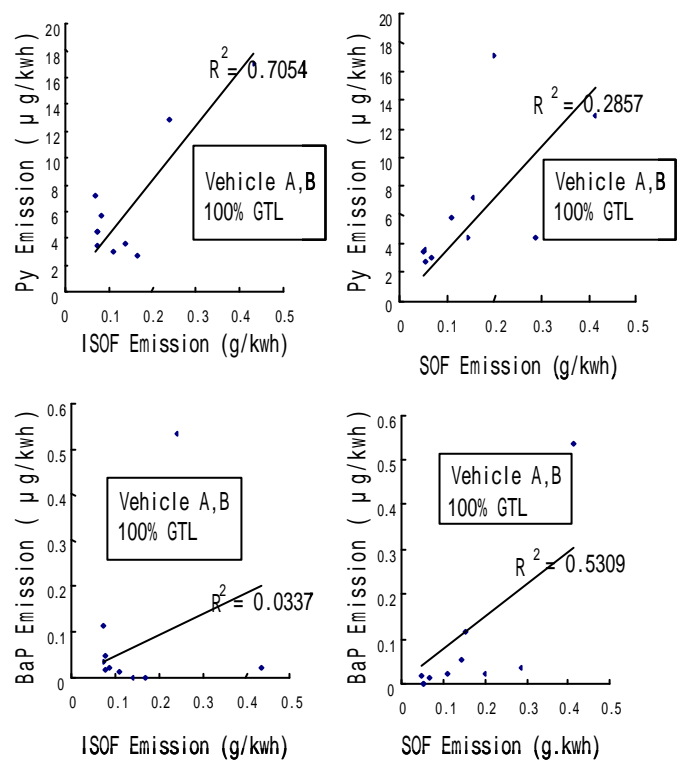 20
18
16
14
12
10
8
6
4
2
0
Py Emission ( μg/kwh)
R² = 0.7054
Vehicle A,B
100% GTL
0 0.1 0.2 0.3 0.4 0.5
ISOF Emission (g/kwh)
20
18
16
14
12
10
8
6
4
2
0
Py Emission ( μg/kwh)
R² = 0.2857
Vehicle A,B
100% GTL
0 0.1 0.2 0.3 0.4 0.5
SOF Emission (g/kwh)
0.6
0.5
0.4
0.3
0.2
0.1
0
BaP Emission ( μg/kwh)
Vehicle A,B
100% GTL
R² = 0.0337
0 0.1 0.2 0.3 0.4 0.5
ISOF Emission (g/kwh)
0.6
0.5
0.4
0.3
0.2
0.1
0
BaP Emission ( μg/kwh)
Vehicle A,B
100% GTL
R² = 0.5309
0 0.1 0.2 0.3 0.4 0.5
SOF Emission (g.kwh)